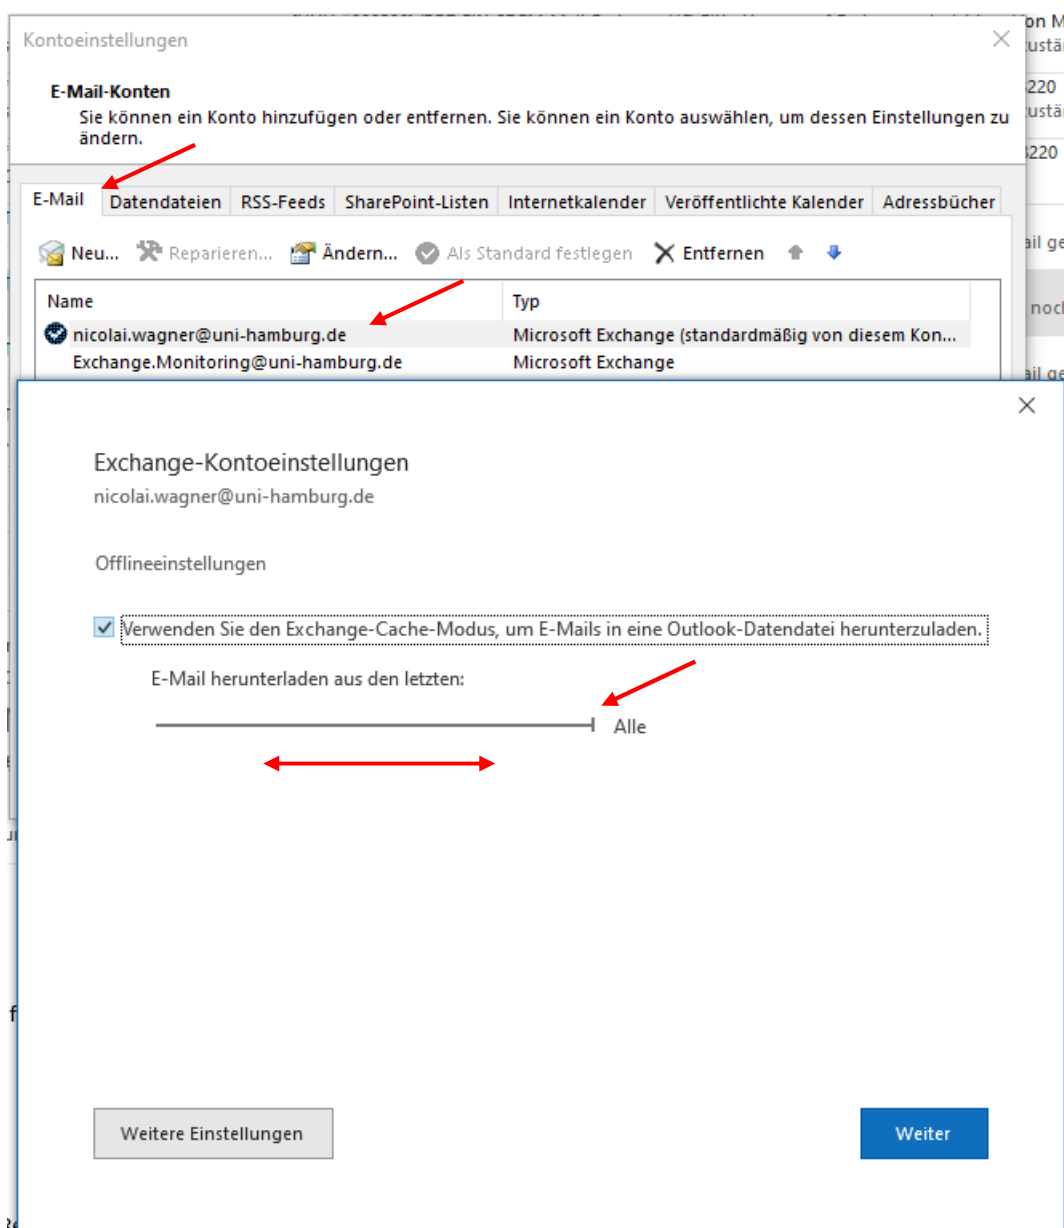 Kontoeinstellungen
E-Mail-Konten
Sie können ein Konto hinzufügen oder entfernen. Sie können ein Konto auswählen, um dessen Einstellungen zu
ändern.
E-Mail Datendateien RSS-Feeds SharePoint-Listen Internetkalender Veröffentlichte Kalender Adressbücher
Neu... Reparieren... Ändern... Als Standard festlegen Entfernen
Name Typ
nicolai.wagner@uni-hamburg.de Microsoft Exchange (standardmäßig von diesem Kon...
Exchange.Monitoring@uni-hamburg.de Microsoft Exchange
Exchange-Kontoeinstellungen
nicolai.wagner@uni-hamburg.de
Offlineeinstellungen
Verwenden Sie den Exchange-Cache-Modus, um E-Mails in eine Outlook-Datendatei herunterzuladen.
E-Mail herunterladen aus den letzten:
Alle
Weitere Einstellungen Weiter